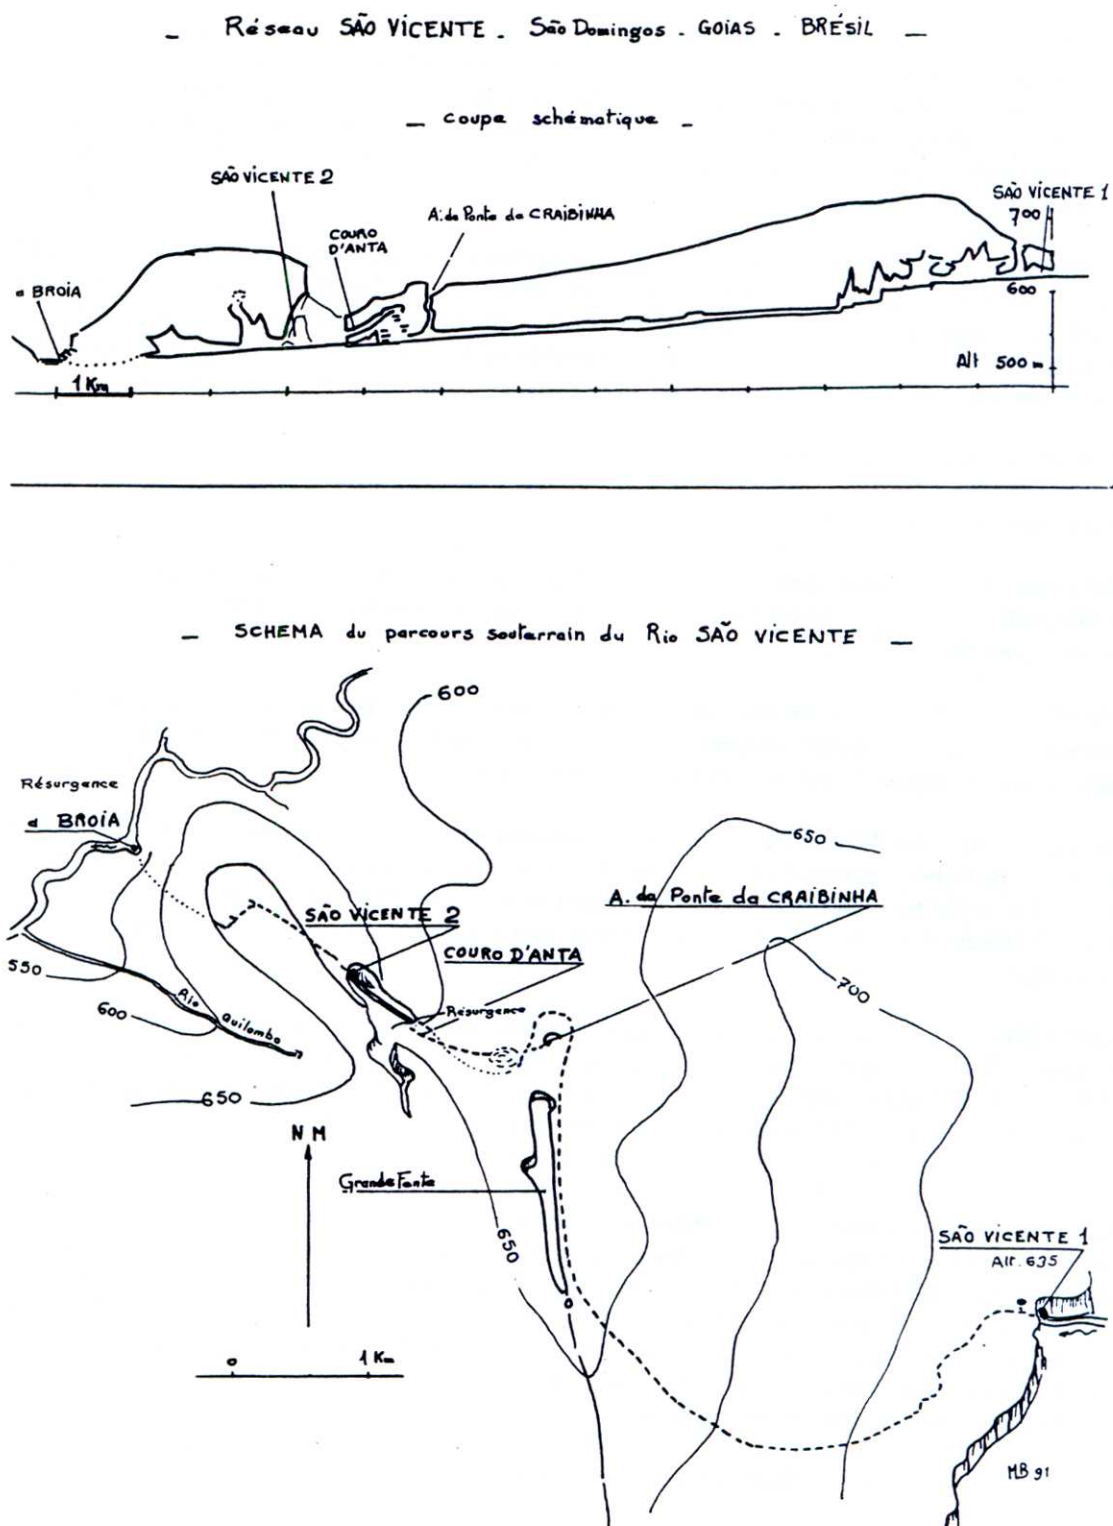 _ Réseau SÃO VICENTE . São Domingos . GOIAS . BRÉSIL _
_ coupe schématique _
SÃO VICENTE 2
SÃO VICENTE 1
A. da Ponte da CRAIBINHA
700
COURO
D'ANTA
a BROIA
600
Alt 500 m
1 Km
_ SCHEMA du parcours souterrain du Rio SÃO VICENTE _
600
Résurgence
a BROIA
650
A. da Ponte da CRAIBINHA
SÃO VICENTE 2
COURO D'ANTA
550
700
Rio Quilombo
600
Résurgence
650
N M
Grande Fente
650
SÃO VICENTE 1
Alt. 635
0 1 Km
MB 91